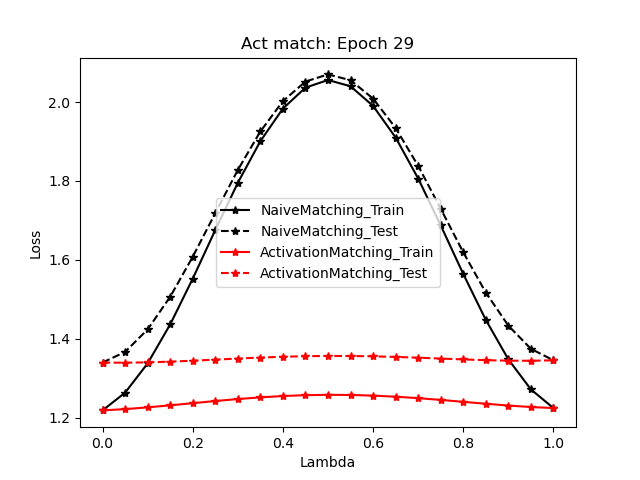 Act match: Epoch 29
Loss
2.0
1.8
1.6
1.4
1.2
NaiveMatching_Train
NaiveMatching_Test
ActivationMatching_Train
ActivationMatching_Test
0.0 0.2 0.4 0.6 0.8 1.0
Lambda